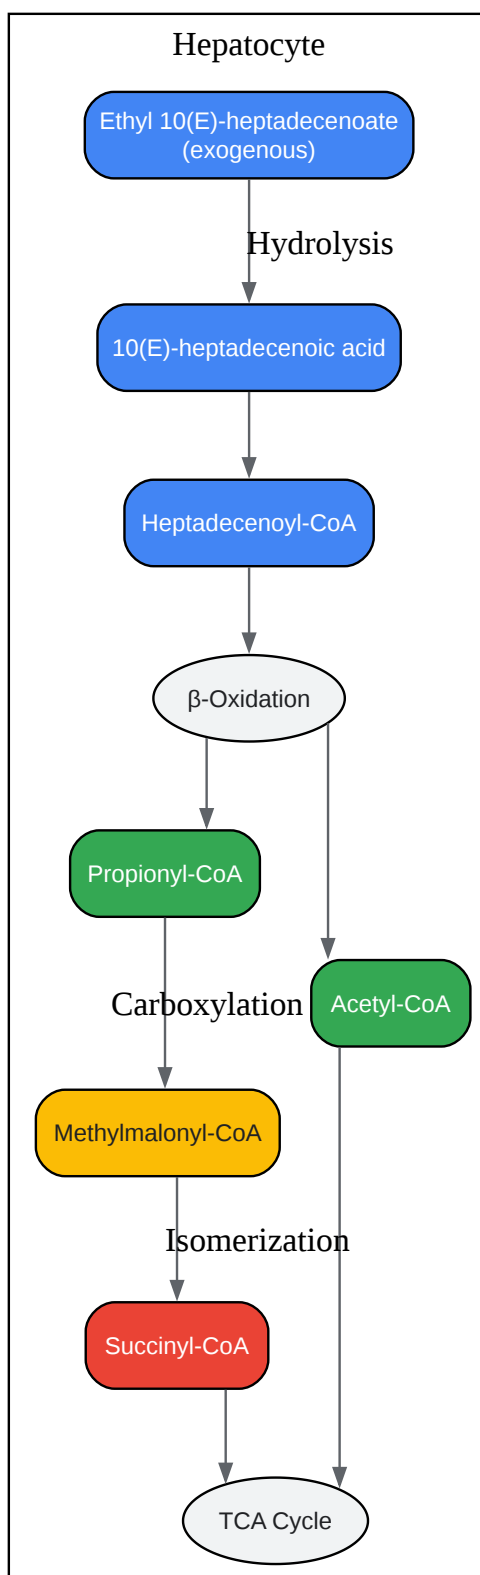 Hepatocyte
Ethyl 10(E)-heptadecenoate
(exogenous)
Hydrolysis
10(E)-heptadecenoic acid
Heptadecenoyl-CoA
β-Oxidation
Propionyl-CoA
Carboxylation
Acetyl-CoA
Methylmalonyl-CoA
Isomerization
Succinyl-CoA
TCA Cycle